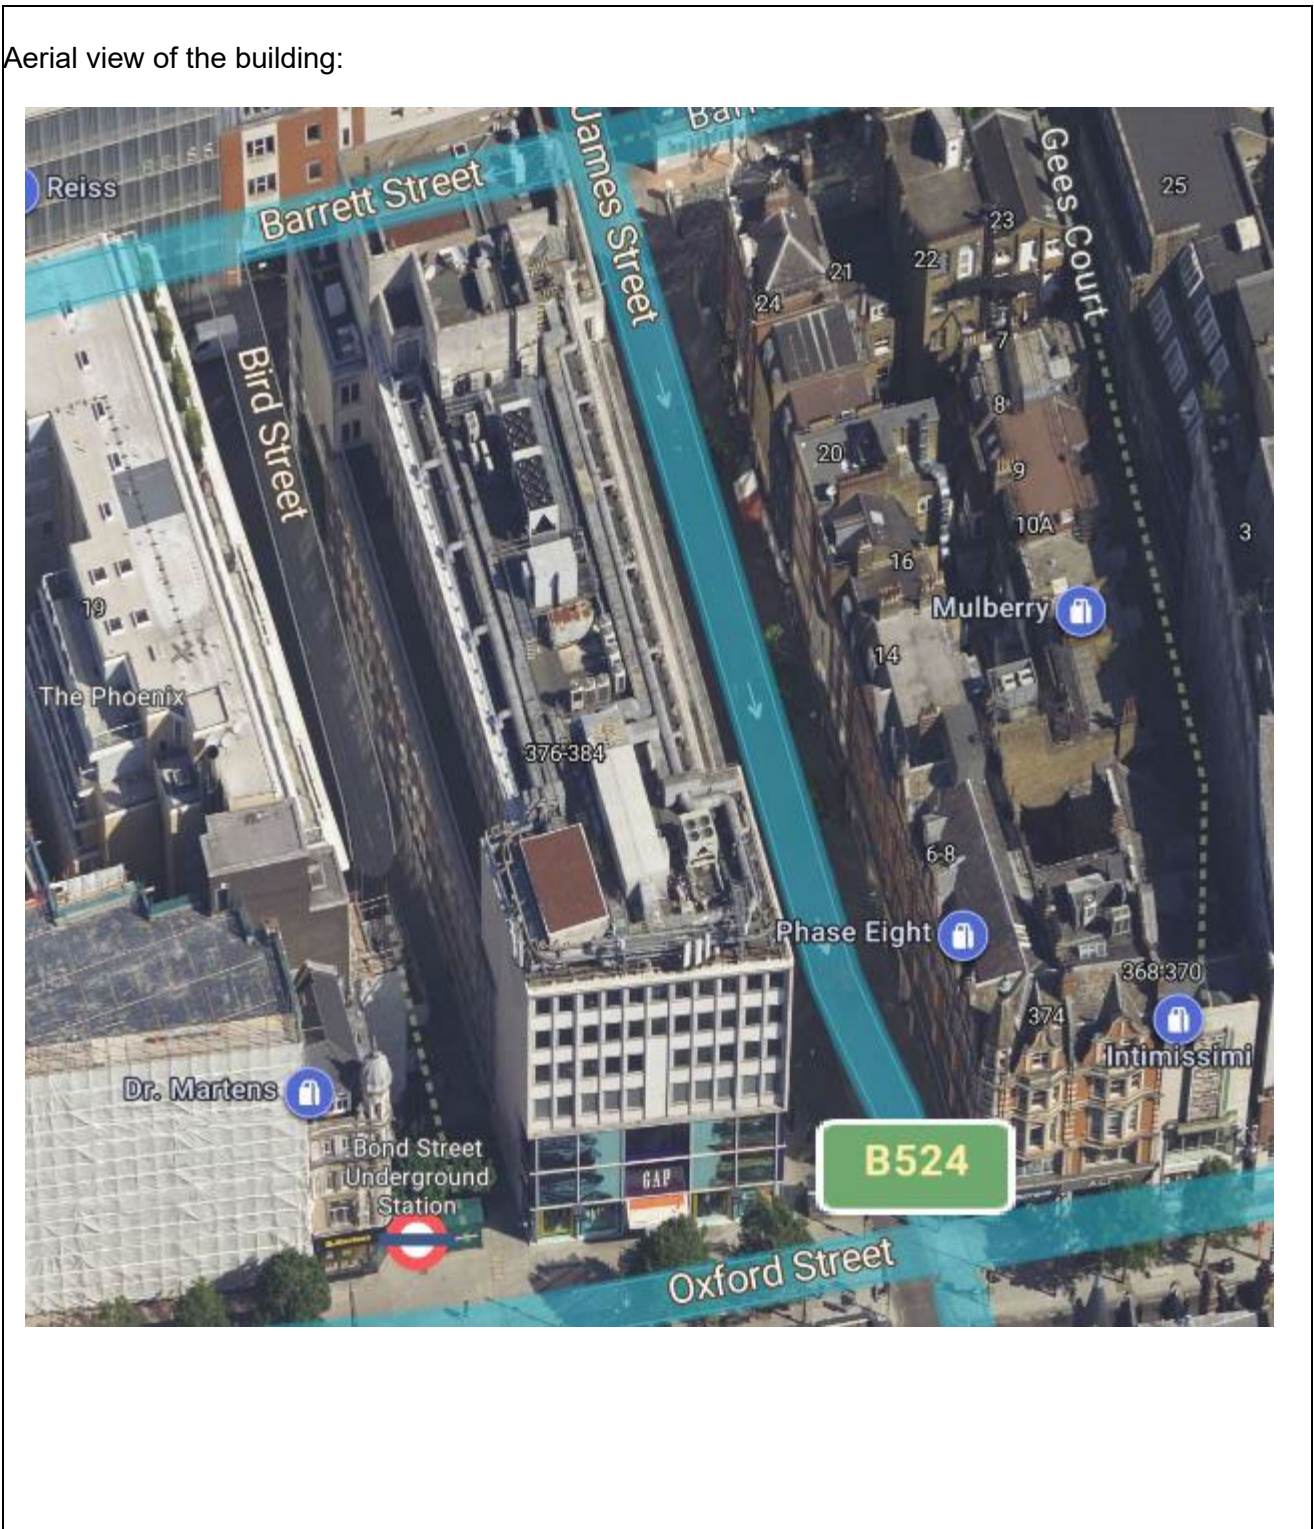 Aerial view of the building:
Reiss
Barrett Street
James Street
Gees Court
25
23
22
21
24
7
8
Bird Street
20
9
10A
3
16
19
Mulberry
14
The Phoenix
376-384
6-8
Phase Eight
368-370
374
Intimissimi
Dr. Martens
Bond Street
Underground
Station
GAP
B524
Oxford Street